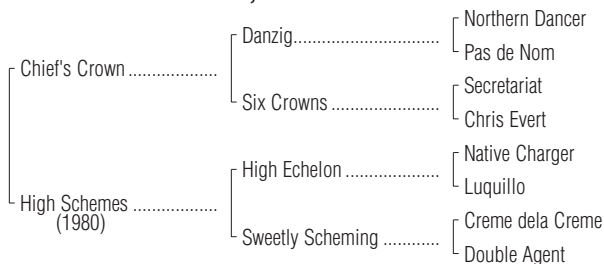 Northern Dancer
Danzig.......................................
Pas de Nom
Chief's Crown ...................
Secretariat
Six Crowns .............................
Chris Evert
Native Charger
High Echelon .........................
Luquillo
High Schemes ..................
(1980)
Creme dela Creme
Sweetly Scheming ..............
Double Agent